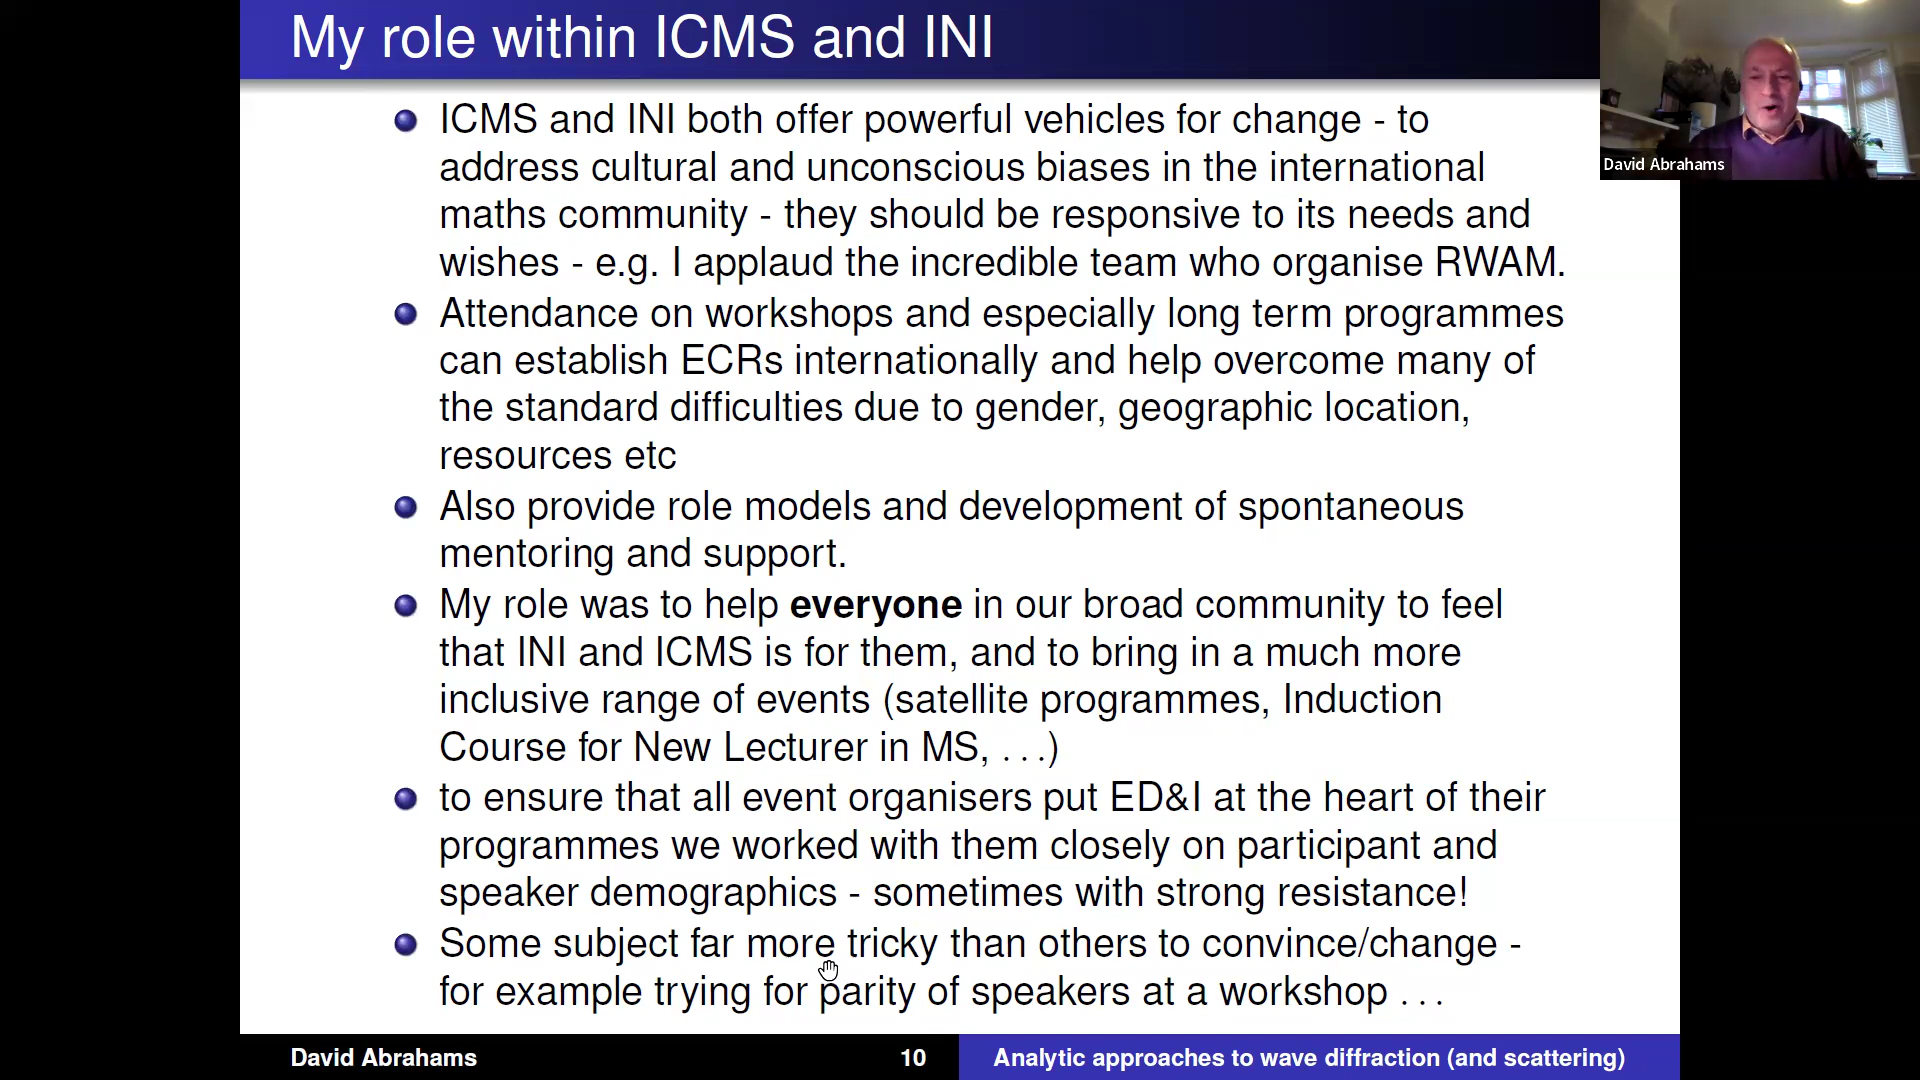 My role within ICMS and INI
ICMS and INI both offer powerful vehicles for change - to
address cultural and unconscious biases in the international
maths community - they should be responsive to its needs and
wishes - e.g. I applaud the incredible team who organise RWAM.
Attendance on workshops and especially long term programmes
can establish ECRs internationally and help overcome many of
the standard difficulties due to gender, geographic location,
resources etc
Also provide role models and development of spontaneous
mentoring and support.
My role was to help everyone in our broad community to feel
that INI and ICMS is for them, and to bring in a much more
inclusive range of events (satellite programmes, Induction
Course for New Lecturer in MS, . . .)
to ensure that all event organisers put ED&I at the heart of their
programmes we worked with them closely on participant and
speaker demographics - sometimes with strong resistance!
Some subject far more tricky than others to convince/change -
for example trying for parity of speakers at a workshop . . .
David Abrahams
10
Analytic approaches to wave diffraction (and scattering)
David Abrahams